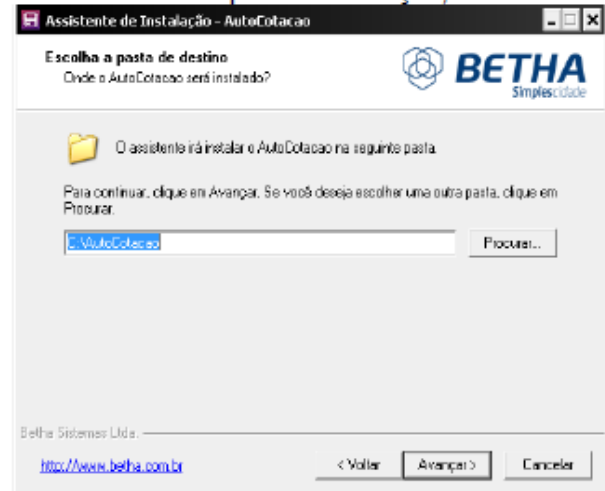 Assistente de Instalação - AutoCotacao
Escolha a pasta de destino
Onde o AutoCotacao será instalado?
BETHA
Simplescidade
O assistente irá instalar o AutoCotacao na seguinte pasta.
Para continuar, clique em Avançar. Se você deseja escolher uma outra pasta, clique em
Procurar.
C:\AutoCotacao
Procurar...
Betha Sistemas Ltda.
http://www.betha.com.br
< Voltar
Avançar >
Cancelar